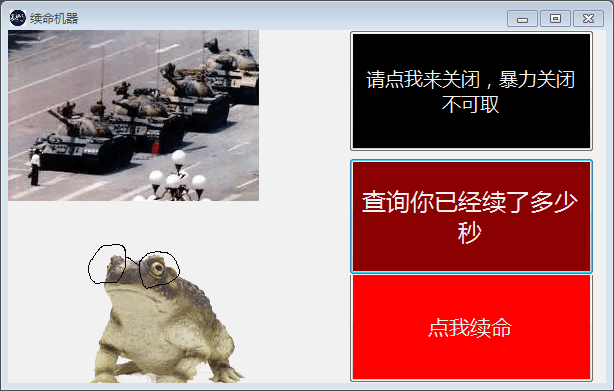 续命机器
请点我来关闭，暴力关闭
不可取
查询你已经续了多少
秒
点我续命